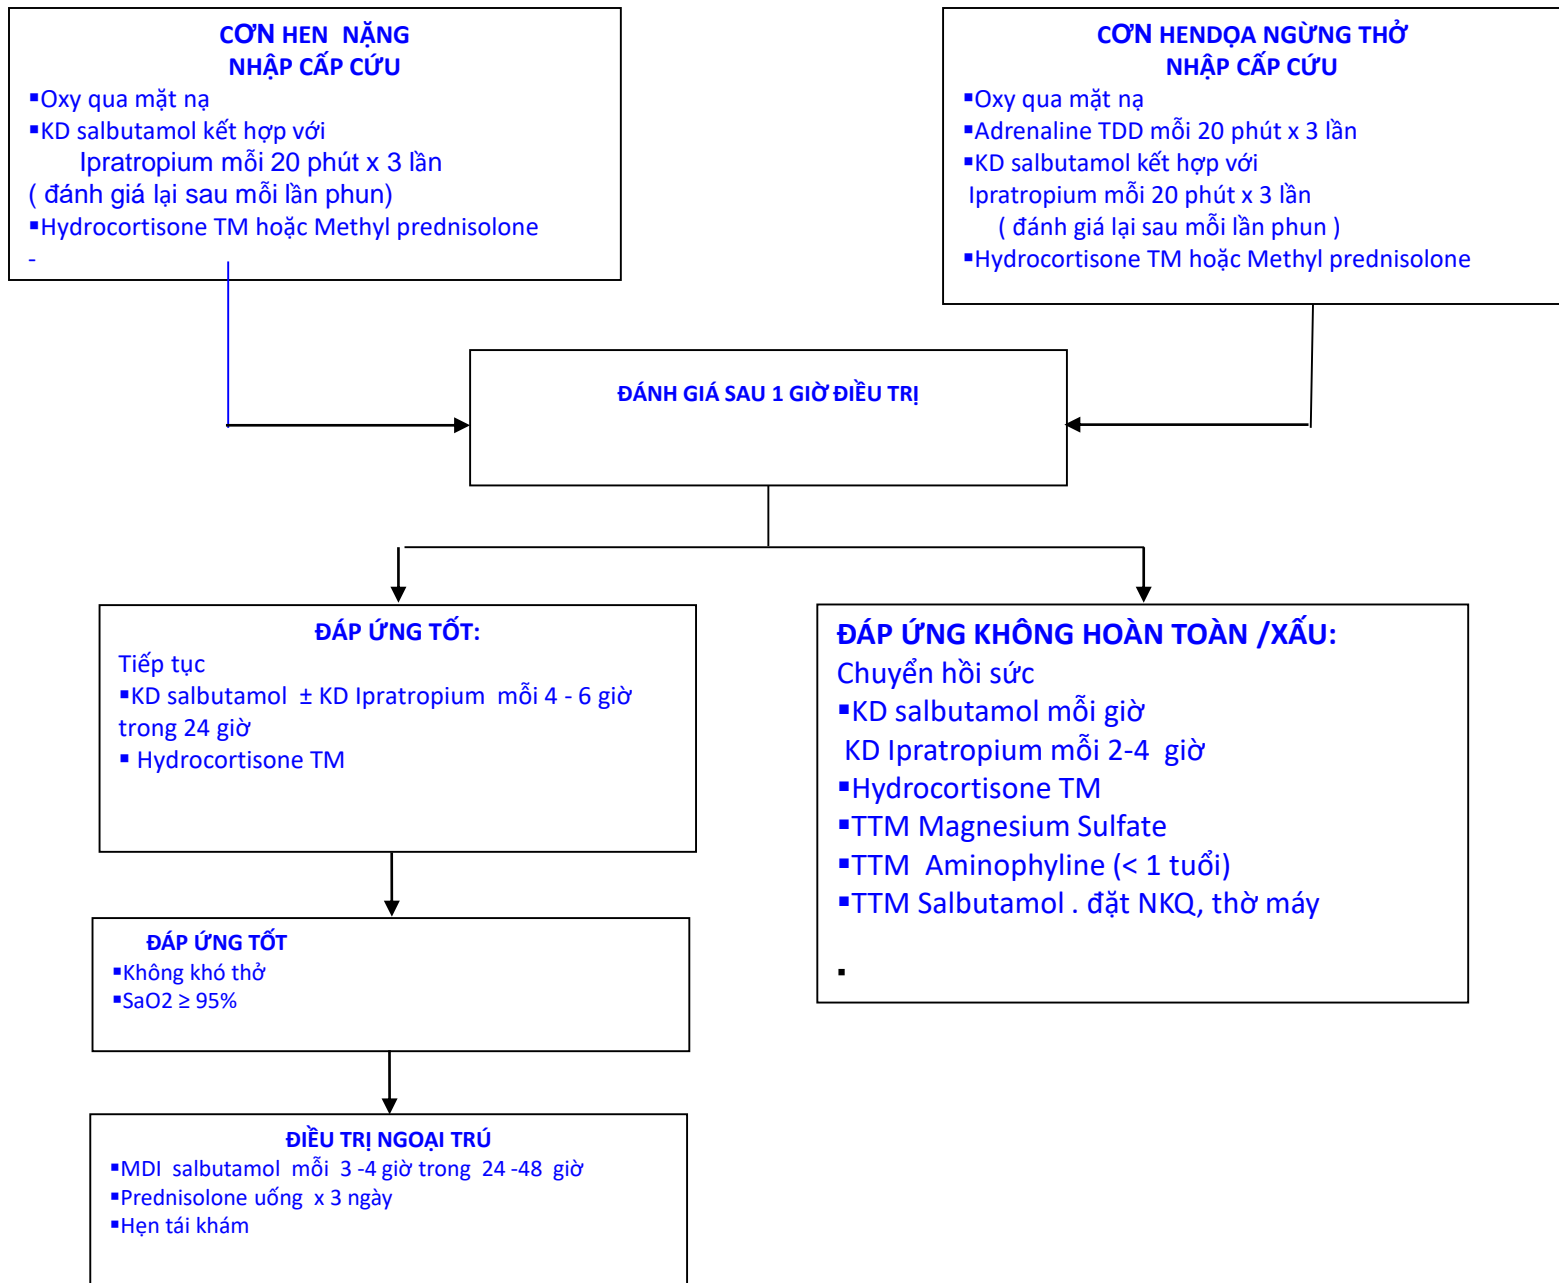 CƠN HEN NẶNG
NHẬP CẤP CỨU
▪Oxy qua mặt nạ
▪KD salbutamol kết hợp với
Ipratropium mỗi 20 phút x 3 lần
( đánh giá lại sau mỗi lần phun)
▪Hydrocortisone TM hoặc Methyl prednisolone
-
CƠN HENDỌA NGỪNG THỞ
NHẬP CẤP CỨU
▪Oxy qua mặt nạ
▪Adrenaline TDD mỗi 20 phút x 3 lần
▪KD salbutamol kết hợp với
Ipratropium mỗi 20 phút x 3 lần
( đánh giá lại sau mỗi lần phun )
▪Hydrocortisone TM hoặc Methyl prednisolone
ĐÁNH GIÁ SAU 1 GIỜ ĐIỀU TRỊ
ĐÁP ỨNG TỐT:
Tiếp tục
▪KD salbutamol ± KD Ipratropium mỗi 4 - 6 giờ
trong 24 giờ
▪ Hydrocortisone TM
ĐÁP ỨNG KHÔNG HOÀN TOÀN /XẤU:
Chuyển hồi sức
▪KD salbutamol mỗi giờ
KD Ipratropium mỗi 2-4 giờ
▪Hydrocortisone TM
▪TTM Magnesium Sulfate
▪TTM Aminophyline (< 1 tuổi)
▪TTM Salbutamol . đặt NKQ, thờ máy
▪
ĐÁP ỨNG TỐT
▪Không khó thở
▪SaO2 ≥ 95%
ĐIỀU TRỊ NGOẠI TRÚ
▪MDI salbutamol mỗi 3 -4 giờ trong 24 -48 giờ
▪Prednisolone uống x 3 ngày
▪Hẹn tái khám